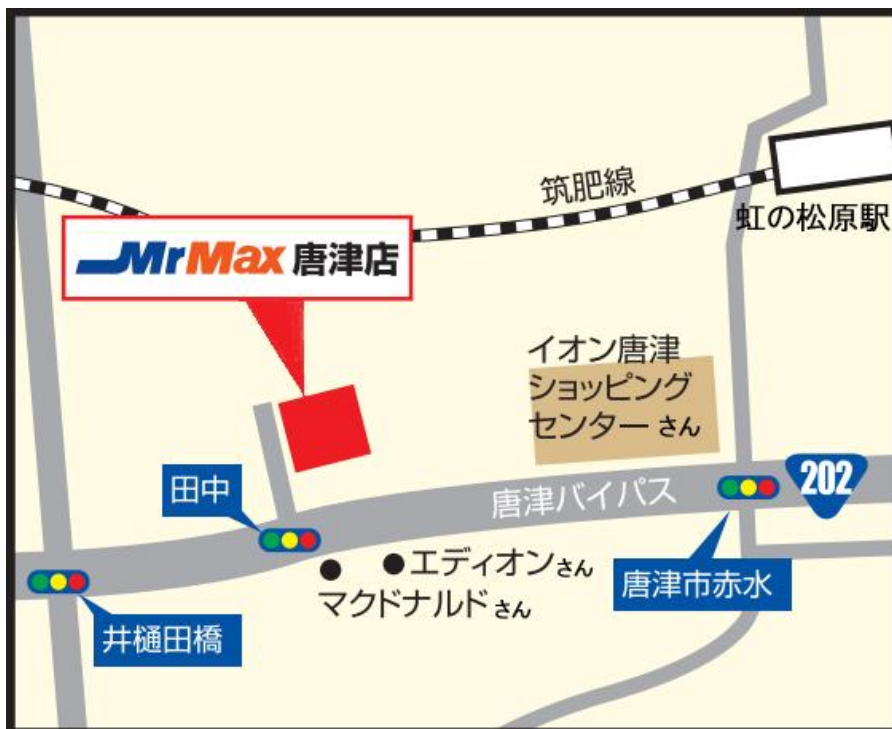 筑肥線
虹の松原駅
MrMax 唐津店
イオン唐津
ショッピング
センター さん
202
唐津バイパス
田中
エディオン さん
マクドナルド さん
唐津市赤水
井樋田橋